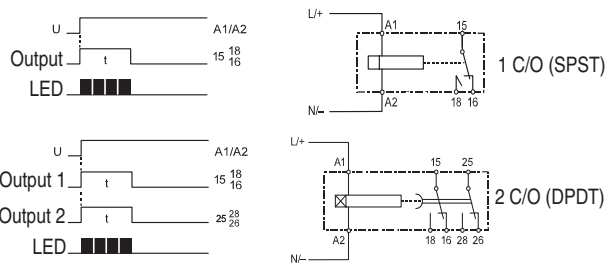 L/+
U A1/A2 A1 15
Output t 15 18 16
LED
1 C/O (SPST)
A2 18 16
N/-
L/+
U A1/A2 A1 15 25
Output 1 t 15 18 16
2 C/O (DPDT)
Output 2 t 25 28 26
A2 18 16 28 26
LED
N/-